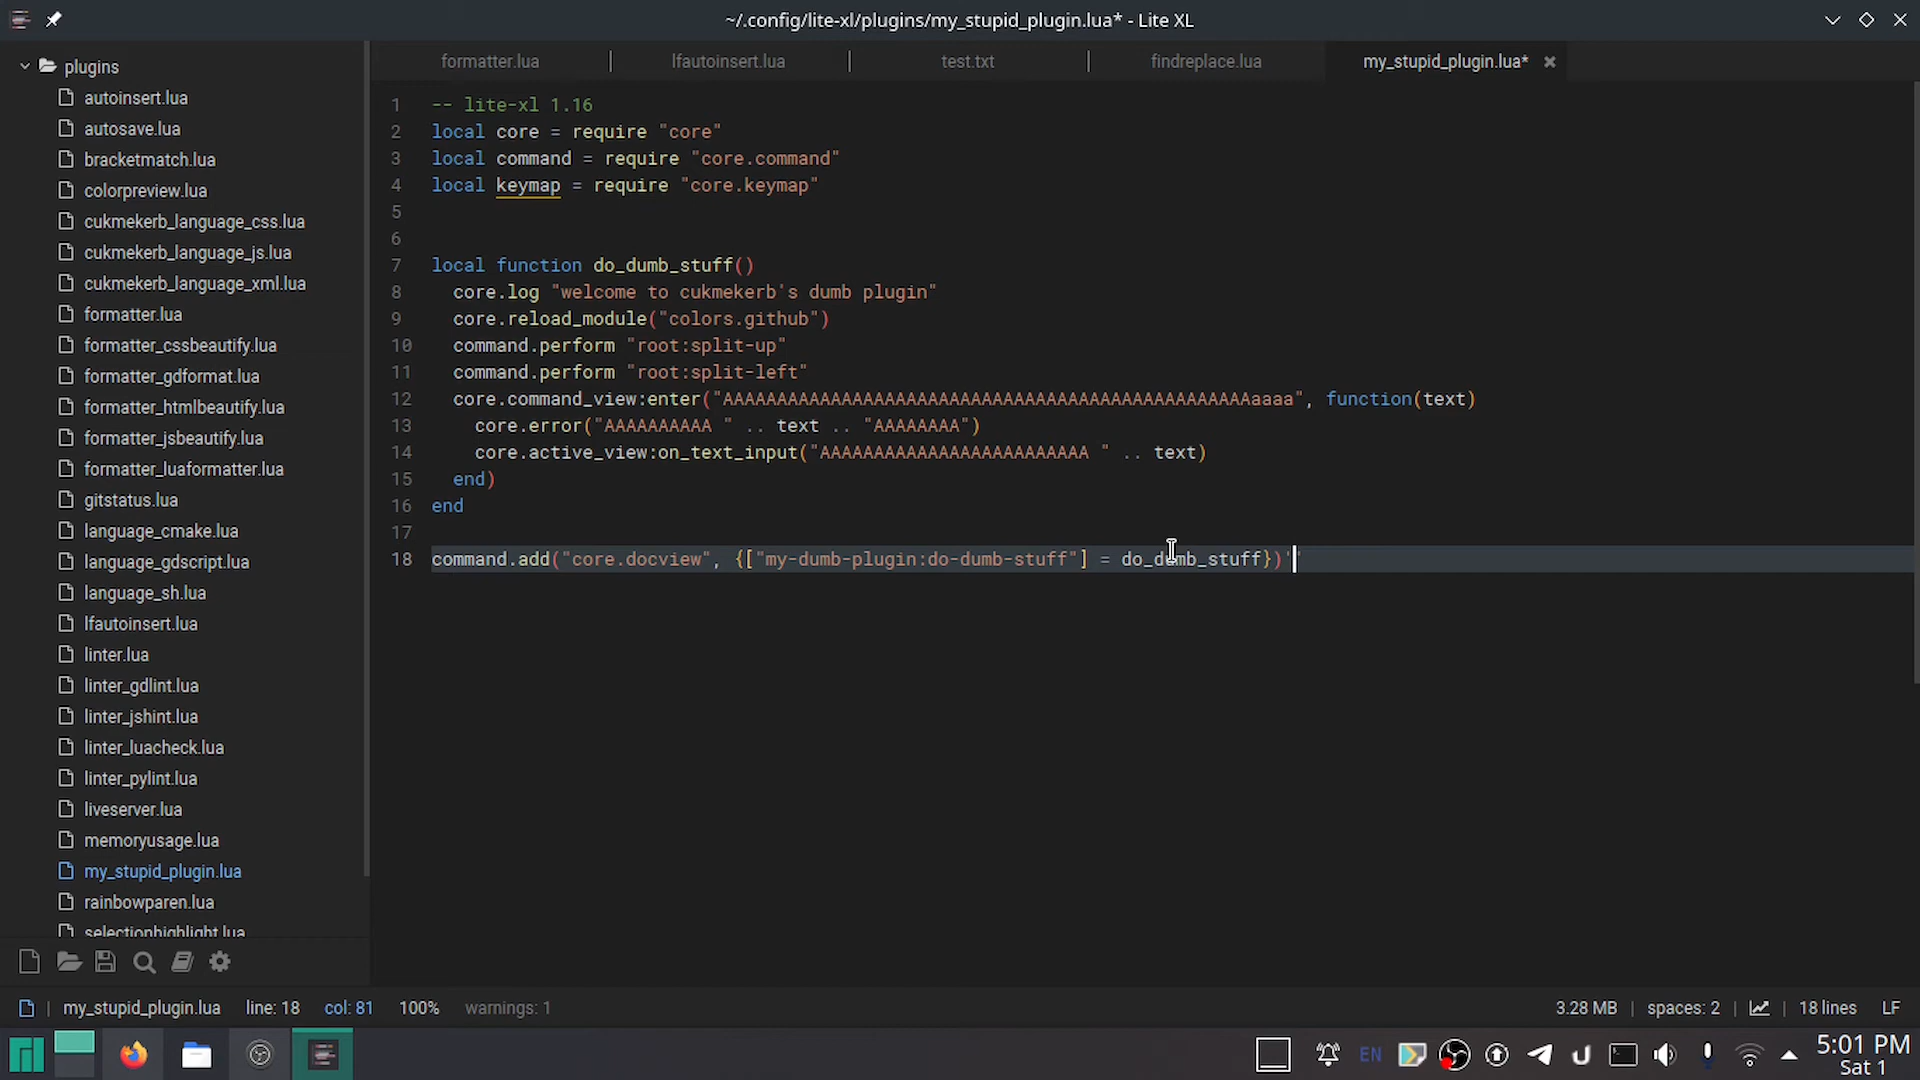 ~/.config/lite-xl/plugins/my_stupid_plugin.lua* - Lite XL
plugins
autoinsert.lua
autosave.lua
bracketmatch.lua
colorpreview.lua
cukmekerb_language_css.lua
cukmekerb_language_js.lua
cukmekerb_language_xml.lua
formatter.lua
formatter_cssbeautify.lua
formatter_gdformat.lua
formatter_htmlbeautify.lua
formatter_jsbeautify.lua
formatter_luaformatter.lua
gitstatus.lua
language_cmake.lua
language_gdscript.lua
language_sh.lua
lfautoinsert.lua
linter.lua
linter_gdlint.lua
linter_jshint.lua
linter_luacheck.lua
linter_pylint.lua
liveserver.lua
memoryusage.lua
my_stupid_plugin.lua
rainbowparen.lua
selectionhighlight.lua
formatter.lua lfautoinsert.lua test.txt findreplace.lua my_stupid_plugin.lua*
1 -- lite-xl 1.16
2 local core = require "core"
3 local command = require "core.command"
4 local keymap = require "core.keymap"
5
6
7 local function do_dumb_stuff()
8 core.log "welcome to cukmekerb's dumb plugin"
9 core.reload_module("colors.github")
10 command.perform "root:split-up"
11 command.perform "root:split-left"
12 core.command_view:enter("AAAAAAAAAAAAAAAAAAAAAAAAAAAAAAAAAAAAAAAAAAAAAAAAAaaaa", function(text)
13 core.error("AAAAAAAAAA " .. text .. "AAAAAAAA")
14 core.active_view:on_text_input("AAAAAAAAAAAAAAAAAAAAAAAAA " .. text)
15 end)
16 end
17
18 command.add("core.docview", {["my-dumb-plugin:do-dumb-stuff"] = do_dumb_stuff})''
my_stupid_plugin.lua line: 18 col: 81 100% warnings: 1 3.28 MB | spaces: 2 | 18 lines LF
EN
5:01 PM
Sat 1